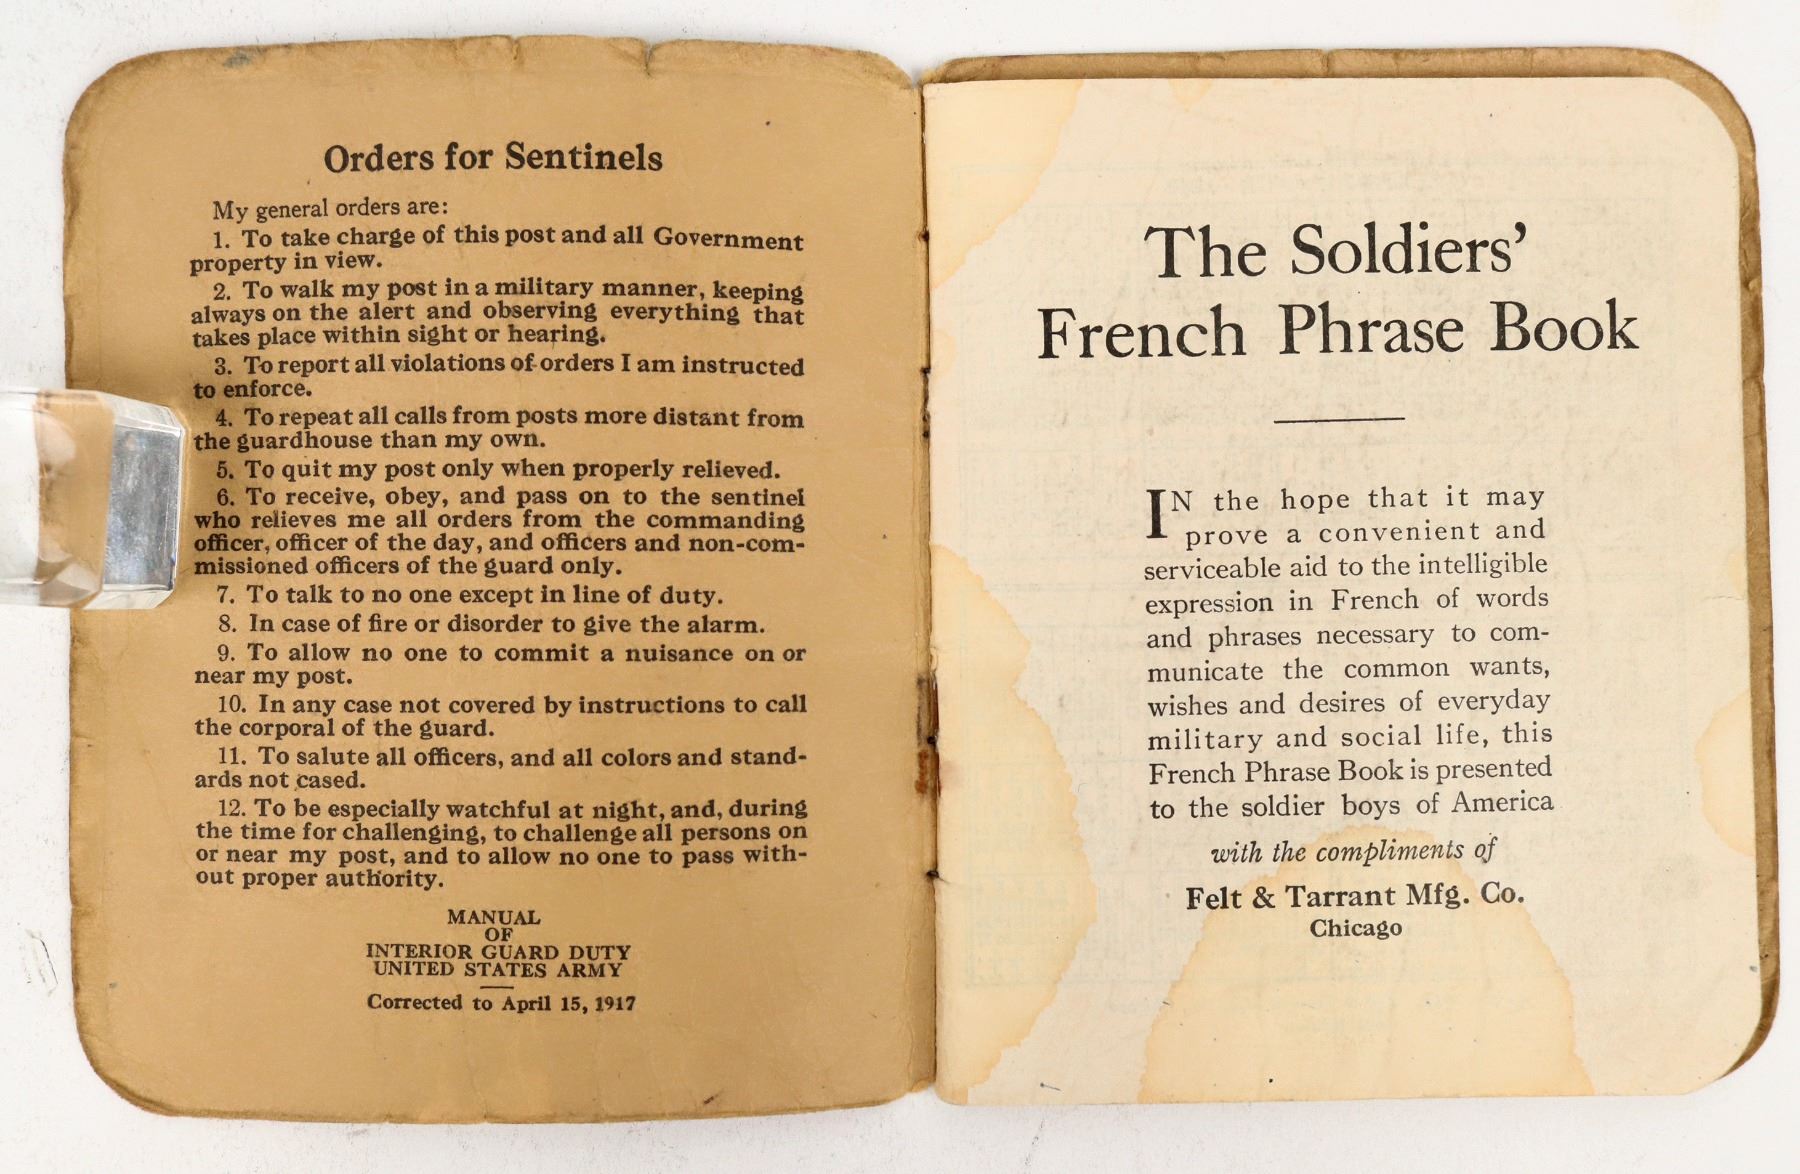 Orders for Sentinels
My general orders are:
1. To take charge of this post and all Government
property in view.
2. To walk my post in a military manner, keeping
always on the alert and observing everything that
takes place within sight or hearing.
3. To report all violations of orders I am instructed
to enforce.
4. To repeat all calls from posts more distant from
the guardhouse than my own.
5. To quit my post only when properly relieved.
6. To receive, obey, and pass on to the sentinel
who relieves me all orders from the commanding
officer, officer of the day, and officers and non-com-
missioned officers of the guard only.
7. To talk to no one except in line of duty.
8. In case of fire or disorder to give the alarm.
9. To allow no one to commit a nuisance on or
near my post.
10. In any case not covered by instructions to call
the corporal of the guard.
11. To salute all officers, and all colors and stand-
ards not cased.
12. To be especially watchful at night, and, during
the time for challenging, to challenge all persons on
or near my post, and to allow no one to pass with-
out proper authority.
MANUAL
OF
INTERIOR GUARD DUTY
UNITED STATES ARMY
Corrected to April 15, 1917
The Soldiers'
French Phrase Book
IN the hope that it may
prove a convenient and
serviceable aid to the intelligible
expression in French of words
and phrases necessary to com-
municate the common wants,
wishes and desires of everyday
military and social life, this
French Phrase Book is presented
to the soldier boys of America
with the compliments of
Felt & Tarrant Mfg. Co.
Chicago